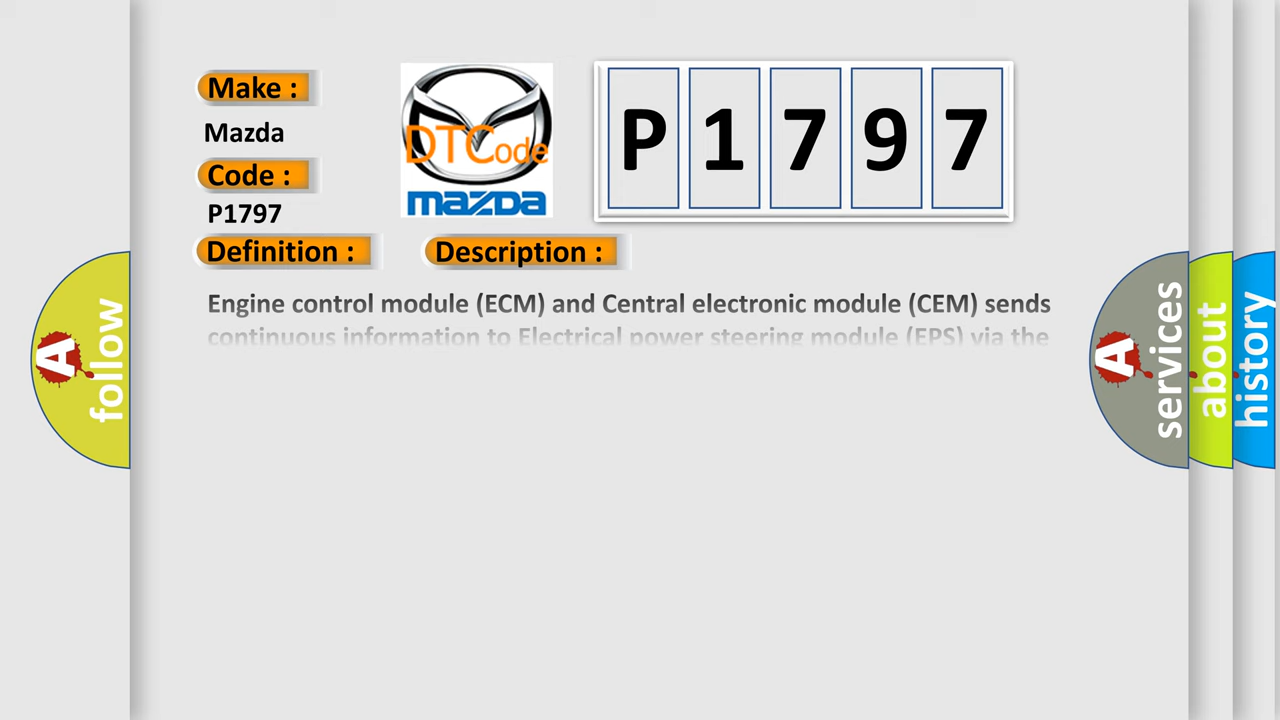 Make :
Mazda
Code :
P1797
Definition :
Description :
DTCode
mazda
P 1 7 9 7
Engine control module (ECM) and Central electronic module (CEM) sends
continuous information to Electrical power steering module (EPS) via the
A follow
A services
about
history